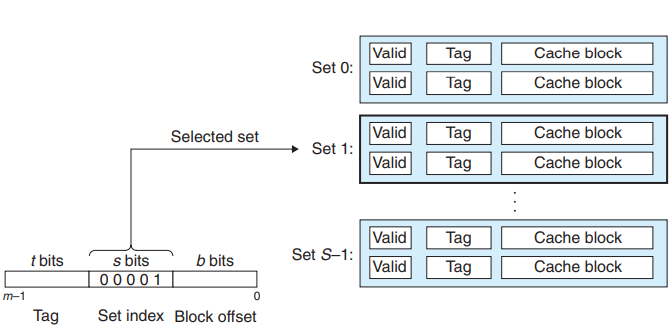 Set 0:
Valid Tag Cache block
Valid Tag Cache block
Selected set
Set 1:
Valid Tag Cache block
Valid Tag Cache block
⋮
Set S–1:
Valid Tag Cache block
Valid Tag Cache block
t bits s bits b bits
0 0 0 0 1
m–1 0
Tag Set index Block offset